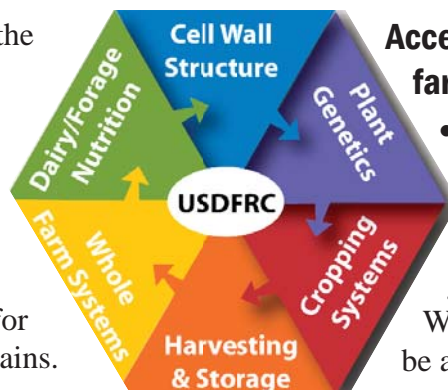 the
Cell Wall
Structure
Acce
far
•
Plant
Genetics
Dairy/Forage
Nutrition
USDFRC
Whole
Farm Systems
Cropping
Systems
Harvesting
& Storage
for
ains.
W
be a